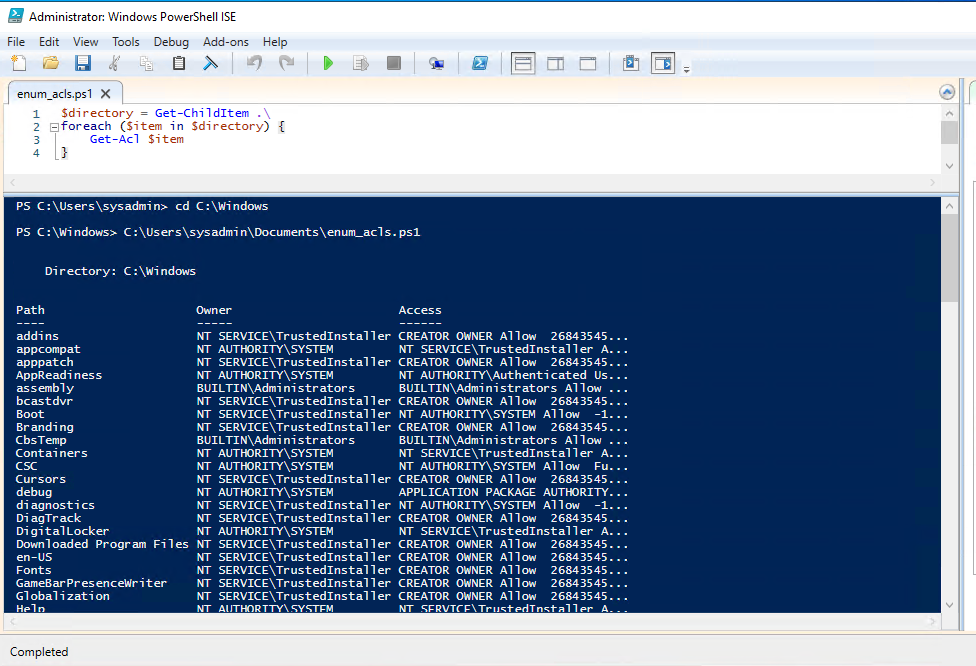 Administrator: Windows PowerShell ISE
File Edit View Tools Debug Add-ons Help
enum_acls.ps1
1 $directory = Get-ChildItem .\
2 foreach ($item in $directory) {
3 Get-Acl $item
4 }
PS C:\Users\sysadmin> cd C:\Windows
PS C:\Windows> C:\Users\sysadmin\Documents\enum_acls.ps1
Directory: C:\Windows
Path Owner Access
---- ----- ------
addins NT SERVICE\TrustedInstaller CREATOR OWNER Allow  26843545...
appcompat NT AUTHORITY\SYSTEM NT SERVICE\TrustedInstaller A...
apppatch NT SERVICE\TrustedInstaller CREATOR OWNER Allow  26843545...
AppReadiness NT AUTHORITY\SYSTEM NT AUTHORITY\Authenticated Us...
assembly BUILTIN\Administrators BUILTIN\Administrators Allow ...
bcastdvr NT SERVICE\TrustedInstaller CREATOR OWNER Allow  26843545...
Boot NT SERVICE\TrustedInstaller NT AUTHORITY\SYSTEM Allow  -1...
Branding NT SERVICE\TrustedInstaller CREATOR OWNER Allow  26843545...
CbsTemp BUILTIN\Administrators BUILTIN\Administrators Allow ...
Containers NT AUTHORITY\SYSTEM NT SERVICE\TrustedInstaller A...
CSC NT AUTHORITY\SYSTEM NT AUTHORITY\SYSTEM Allow  Fu...
Cursors NT SERVICE\TrustedInstaller CREATOR OWNER Allow  26843545...
debug NT AUTHORITY\SYSTEM APPLICATION PACKAGE AUTHORITY...
diagnostics NT SERVICE\TrustedInstaller NT AUTHORITY\SYSTEM Allow  -1...
DiagTrack NT SERVICE\TrustedInstaller CREATOR OWNER Allow  26843545...
DigitalLocker NT AUTHORITY\SYSTEM NT SERVICE\TrustedInstaller A...
Downloaded Program Files NT SERVICE\TrustedInstaller CREATOR OWNER Allow  26843545...
en-US NT SERVICE\TrustedInstaller CREATOR OWNER Allow  26843545...
Fonts NT SERVICE\TrustedInstaller CREATOR OWNER Allow  26843545...
GameBarPresenceWriter NT SERVICE\TrustedInstaller CREATOR OWNER Allow  26843545...
Globalization NT SERVICE\TrustedInstaller CREATOR OWNER Allow  26843545...
Help NT AUTHORITY\SYSTEM NT SERVICE\TrustedInstaller A...
Completed